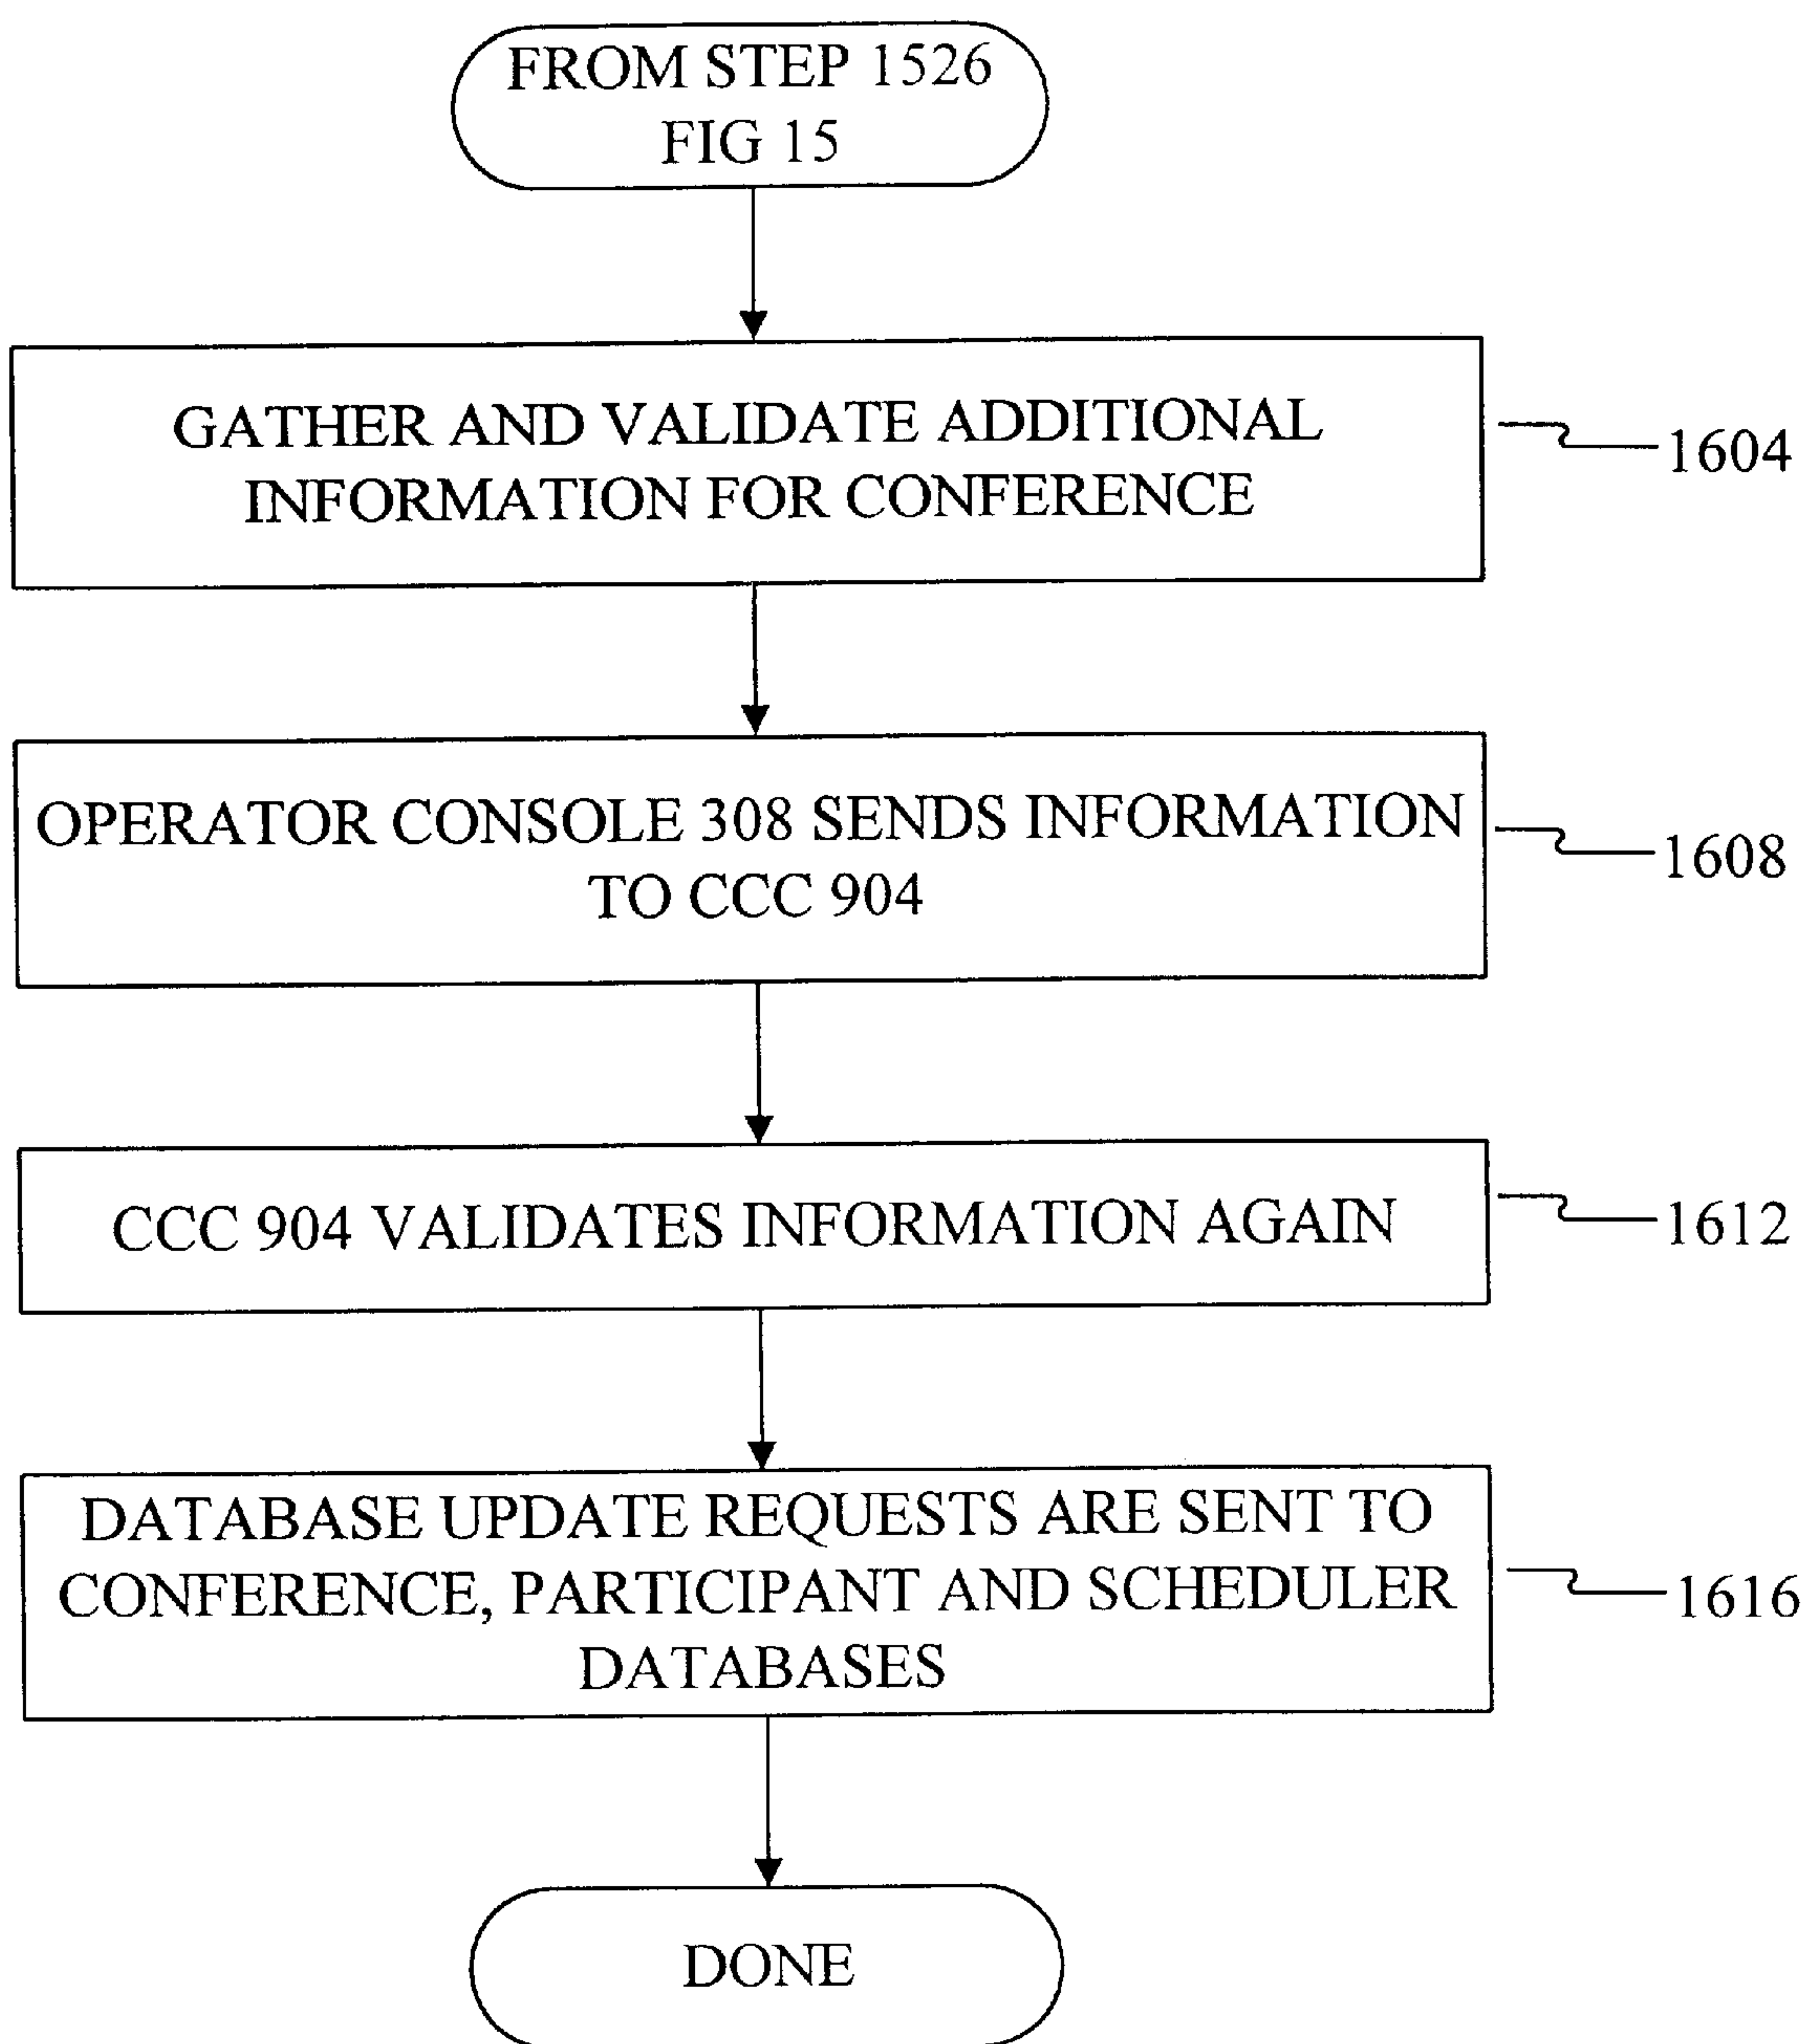 FROM STEP 1526
FIG 15
GATHER AND VALIDATE ADDITIONAL
INFORMATION FOR CONFERENCE
1604
OPERATOR CONSOLE 308 SENDS INFORMATION
TO CCC 904
1608
CCC 904 VALIDATES INFORMATION AGAIN
1612
DATABASE UPDATE REQUESTS ARE SENT TO
CONFERENCE, PARTICIPANT AND SCHEDULER
DATABASES
1616
DONE